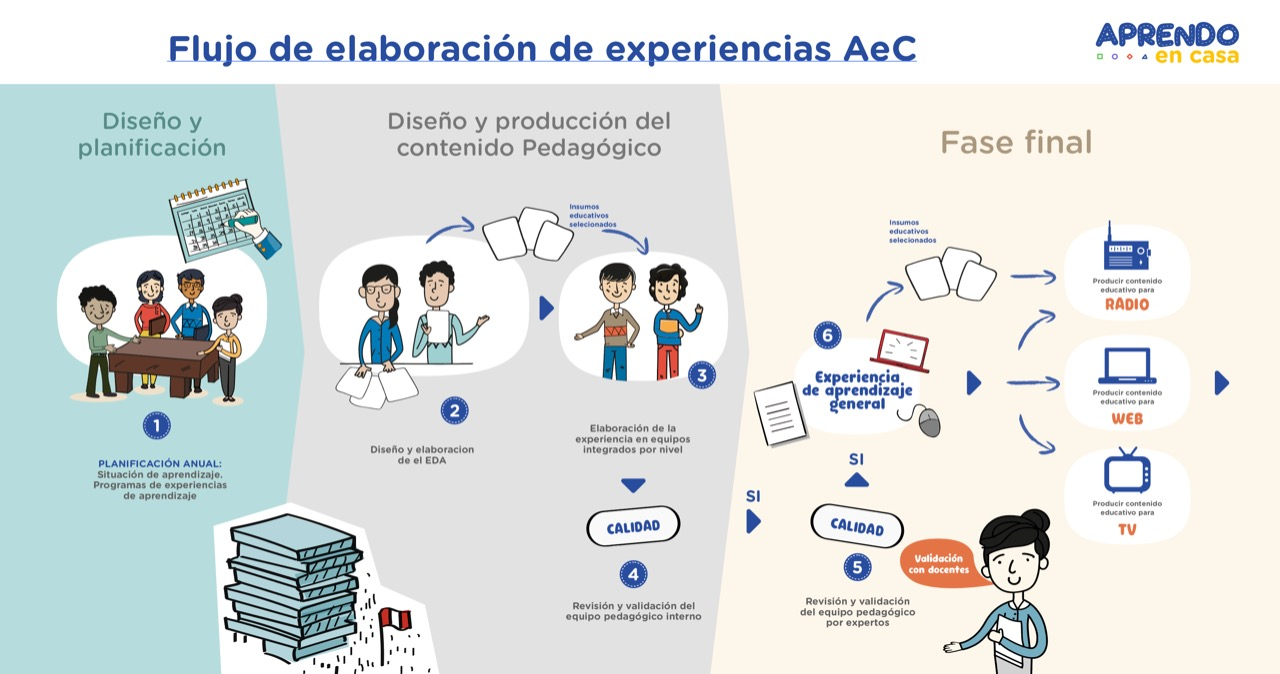 Flujo de elaboración de experiencias AeC
APRENDO
en casa
Diseño y
planificación
1
PLANIFICACIÓN ANUAL:
Situación de aprendizaje.
Programas de experiencias
de aprendizaje
Diseño y producción del
contenido Pedagógico
Insumos
educativos
seleccionados
2
Diseño y elaboracion
de el EDA
3
Elaboración de la
experiencia en equipos
integrados por nivel
CALIDAD
4
Revisión y validación del
equipo pedagógico interno
SI
Fase final
CALIDAD
5
Revisión y validación
del equipo pedagógico
por expertos
Validación
con docentes
SI
6
Experiencia
de aprendizaje
general
Insumos
educativos
seleccionados
Producir contenido
educativo para
RADIO
Producir contenido
educativo para
WEB
Producir contenido
educativo para
TV